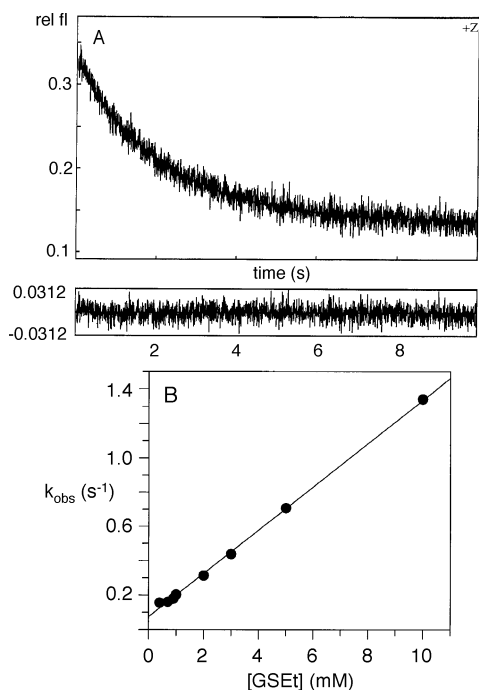 rel fl
A
+Z
0.3
0.2
0.1
time (s)
0.0312
-0.0312
2 4 6 8
B
1.4
1.0
k_obs (s⁻¹)
0.6
0.2
0 2 4 6 8 10
[GSEt] (mM)